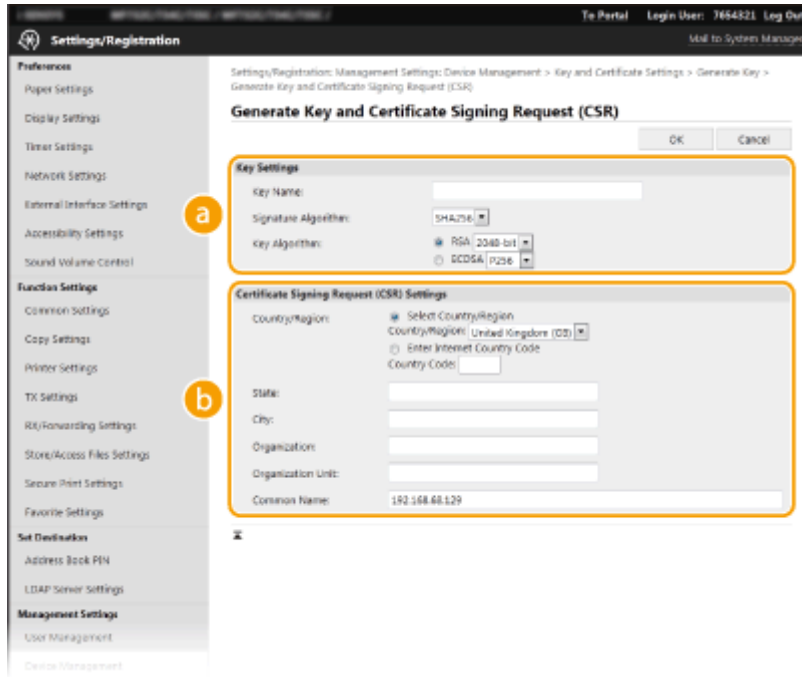 To Portal Login User: 7654321 Log Ou
Settings/Registration
Mail to System Manage
Preferences
Paper Settings
Display Settings
Timer Settings
Network Settings
External Interface Settings
Accessibility Settings
Sound Volume Control
Function Settings
Common Settings
Copy Settings
Printer Settings
TX Settings
RX/Forwarding Settings
Store/Access Files Settings
Secure Print Settings
Favorite Settings
Set Destination
Address Book PIN
LDAP Server Settings
Management Settings
User Management
Device Management
Settings/Registration: Management Settings: Device Management > Key and Certificate Settings > Generate Key >
Generate Key and Certificate Signing Request (CSR)
Generate Key and Certificate Signing Request (CSR)
OK Cancel
a
Key Settings
Key Name:
Signature Algorithm: SHA256
Key Algorithm: RSA 2048-bit
ECDSA P256
b
Certificate Signing Request (CSR) Settings
Country/Region: Select Country/Region
Country/Region: United Kingdom (GB)
Enter Internet Country Code
Country Code:
State:
City:
Organization:
Organization Unit:
Common Name: 192.168.68.129